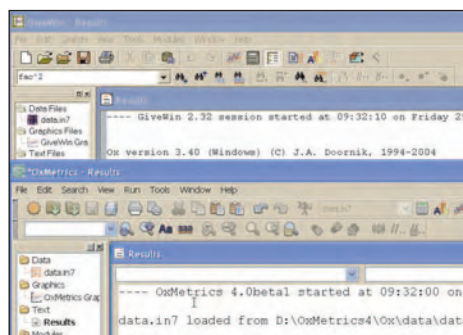 GiveWin - Results
File Edit Search View Tools Modules Window Help
fac^2
Data Files
data.in7
Graphics Files
GiveWin Gra
Text Files
Results
---- GiveWin 2.32 session started at 09:32:10 on Friday 2
Ox version 3.40 (Windows) (C) J.A. Doornik, 1994-2004
*OxMetrics - Results
File Edit Search View Run Tools Window Help
Data
data.in7
Graphics
OxMetrics Grap
Text
Results
Modules
Results
---- OxMetrics 4.0beta1 started at 09:32:00 on
data.in7 loaded from D:\OxMetrics4\Ox\data\dat